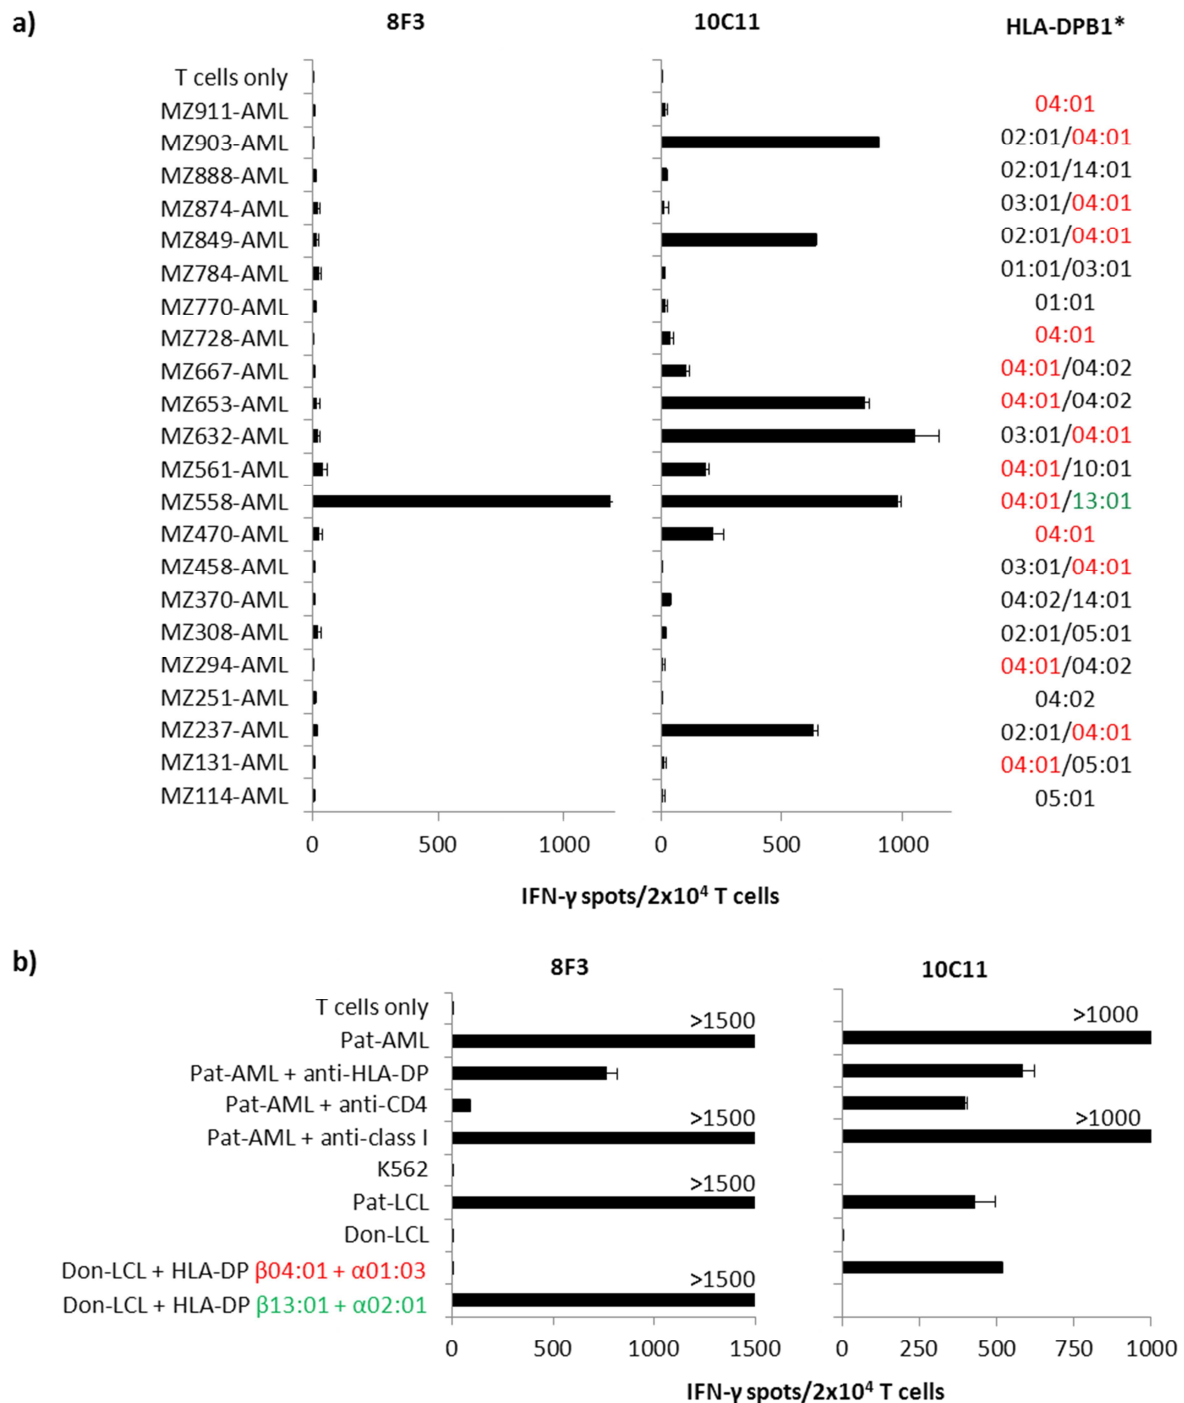 a)
8F3 10C11 HLA-DPB1*
T cells only
MZ911-AML 04:01
MZ903-AML 02:01/04:01
MZ888-AML 02:01/14:01
MZ874-AML 03:01/04:01
MZ849-AML 02:01/04:01
MZ784-AML 01:01/03:01
MZ770-AML 01:01
MZ728-AML 04:01
MZ667-AML 04:01/04:02
MZ653-AML 04:01/04:02
MZ632-AML 03:01/04:01
MZ561-AML 04:01/10:01
MZ558-AML 04:01/13:01
MZ470-AML 04:01
MZ458-AML 03:01/04:01
MZ370-AML 04:02/14:01
MZ308-AML 02:01/05:01
MZ294-AML 04:01/04:02
MZ251-AML 04:02
MZ237-AML 02:01/04:01
MZ131-AML 04:01/05:01
MZ114-AML 05:01
0 500 1000 0 500 1000
IFN-γ spots/2x10⁴ T cells
b)
8F3 10C11
T cells only
Pat-AML >1500 >1000
Pat-AML + anti-HLA-DP
Pat-AML + anti-CD4
Pat-AML + anti-class I >1500 >1000
K562
Pat-LCL >1500
Don-LCL
Don-LCL + HLA-DP β04:01 + α01:03
Don-LCL + HLA-DP β13:01 + α02:01 >1500
0 500 1000 1500 0 250 500 750 1000
IFN-γ spots/2x10⁴ T cells